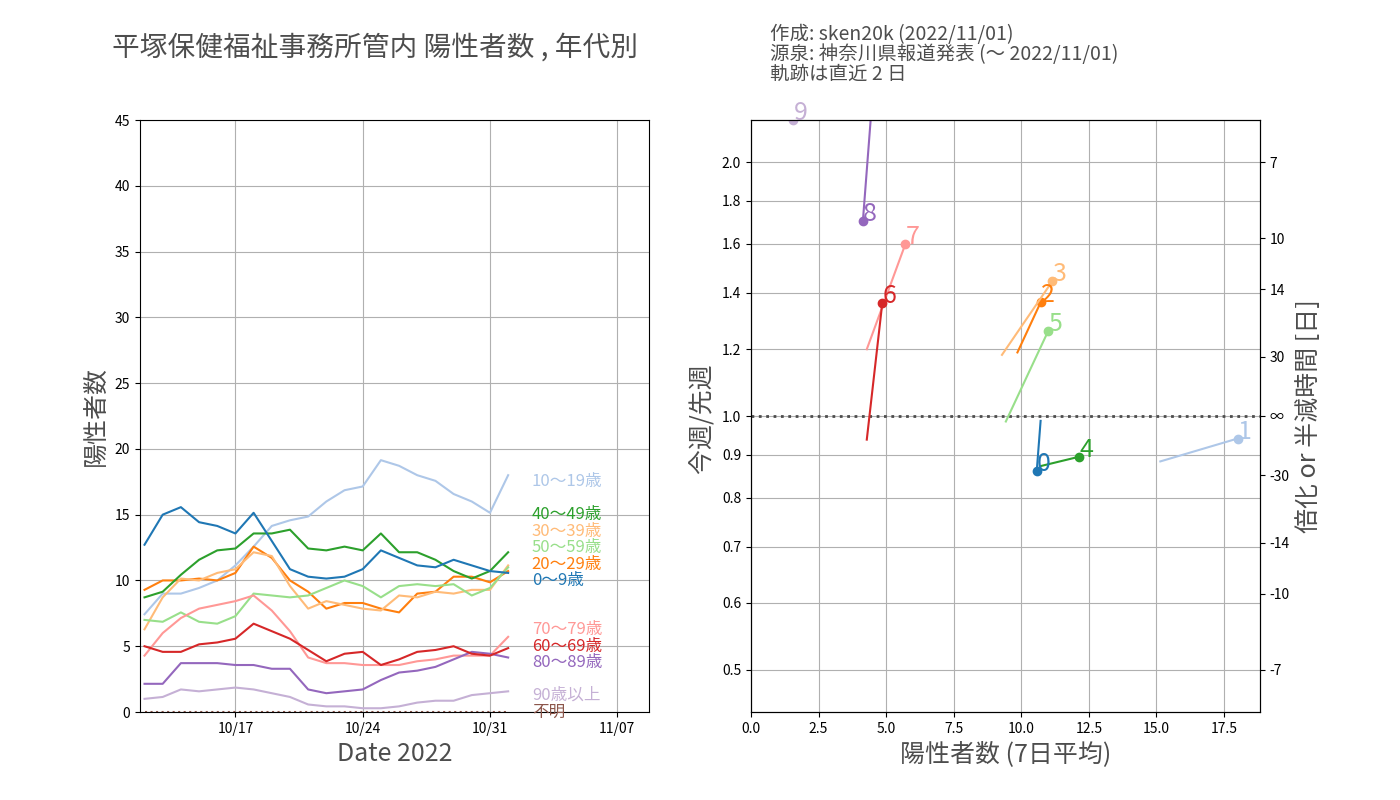 平塚保健福祉事務所管内 陽性者数 , 年代別
作成: sken20k (2022/11/01)
源泉: 神奈川県報道発表 (～ 2022/11/01)
軌跡は直近 2 日
45
40
35
30
25
20
15
10
5
0
陽性者数
10/17
10/24
10/31
11/07
Date 2022
10～19歳
40～49歳
30～39歳
50～59歳
20～29歳
0～9歳
70～79歳
60～69歳
80～89歳
90歳以上
不明
2.0
1.8
1.6
1.4
1.2
1.0
0.9
0.8
0.7
0.6
0.5
今週/先週
0.0
2.5
5.0
7.5
10.0
12.5
15.0
17.5
陽性者数 (7日平均)
9
8
7
6
3
2
5
1
4
0
7
10
14
30
∞
-30
-14
-10
-7
倍化 or 半減時間 [日]